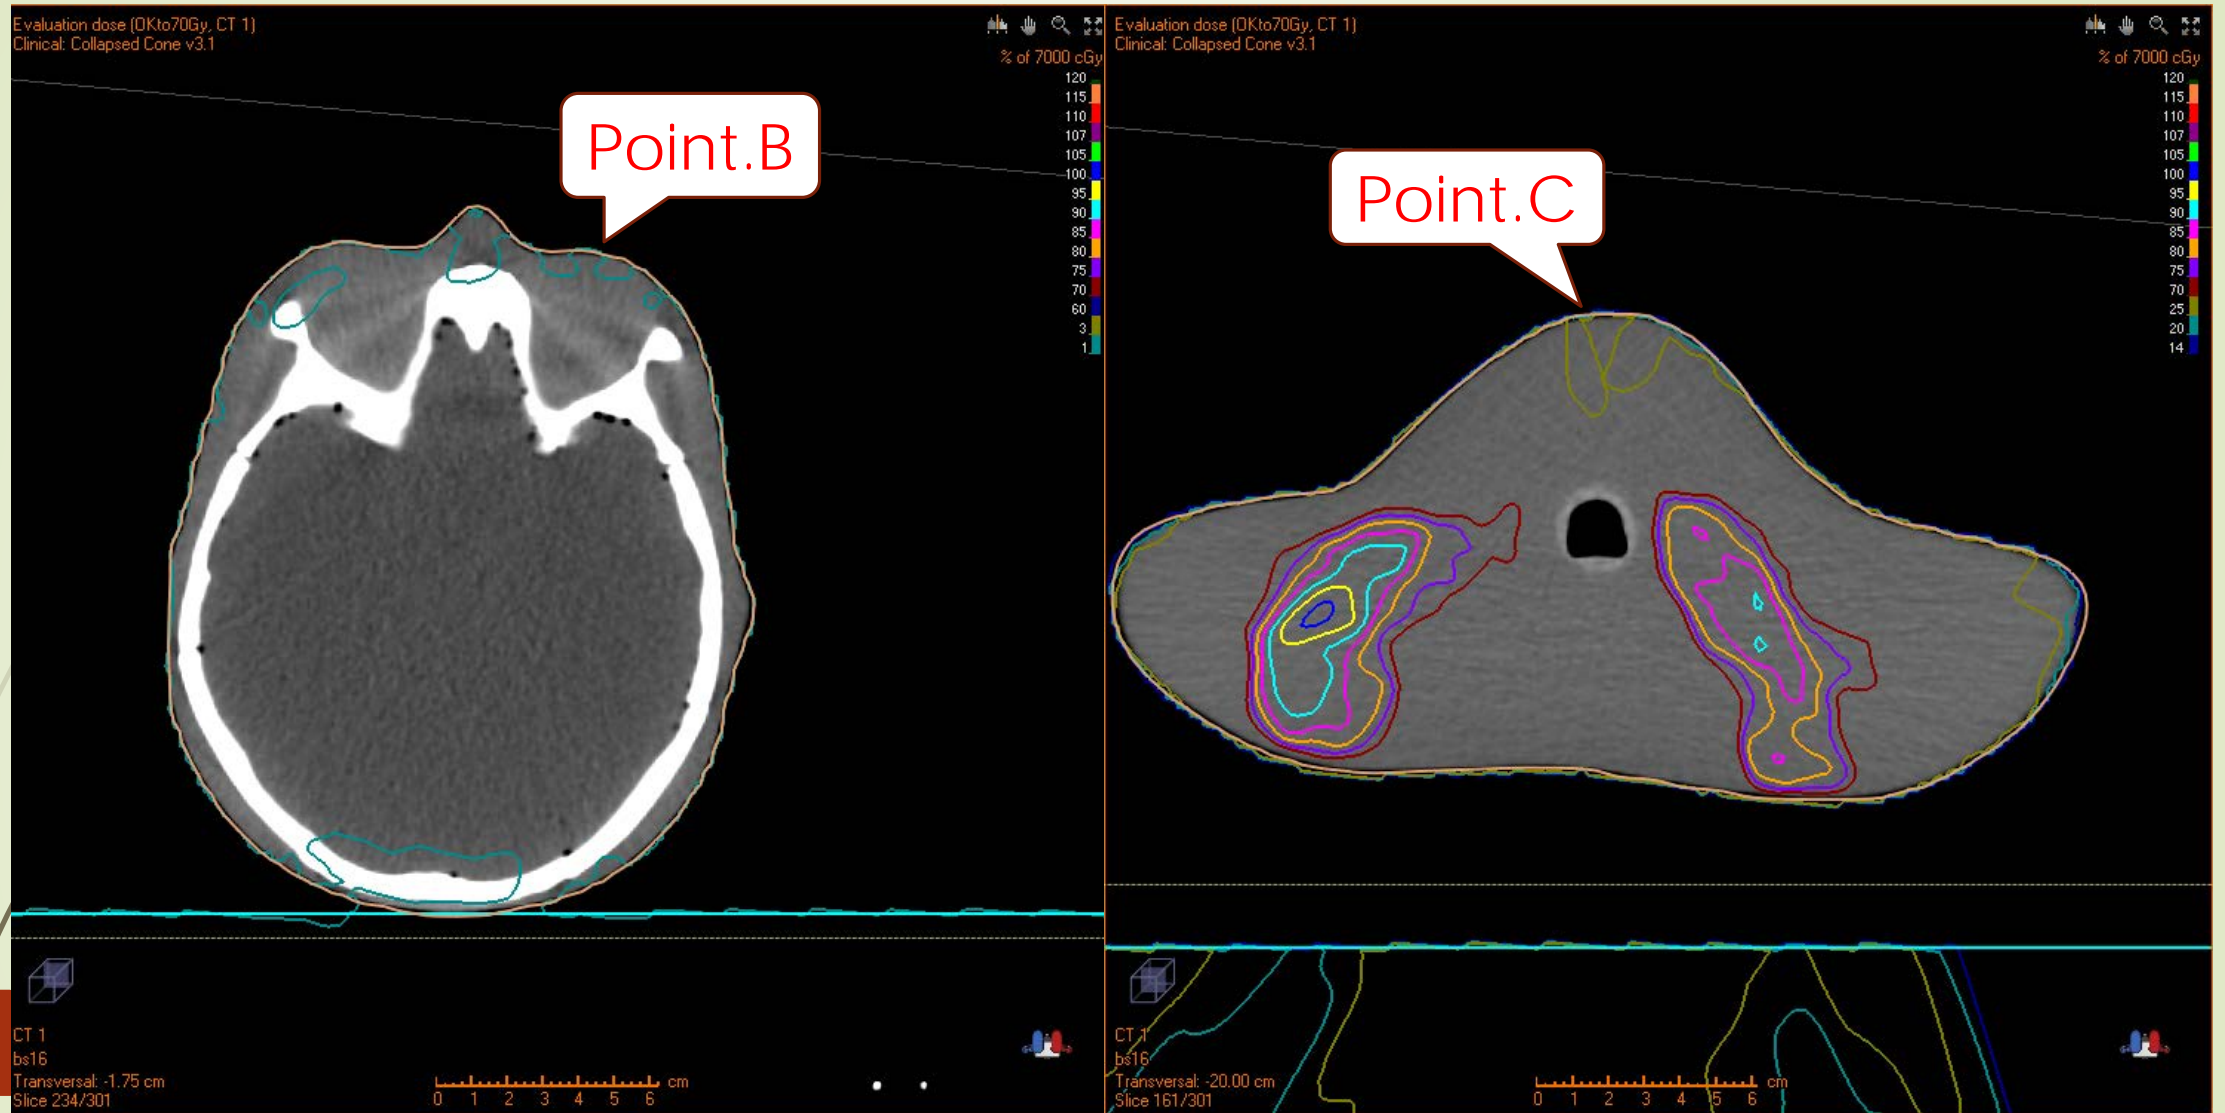 Evaluation dose (OKto70Gy, CT 1)
Clinical: Collapsed Cone v3.1
% of 7000 cGy
120
115
110
107
105
100
95
90
85
80
75
70
60
3
1
Point.B
CT 1
bs16
Transversal: -1.75 cm
Slice 234/301
0 1 2 3 4 5 6 cm
Evaluation dose (OKto70Gy, CT 1)
Clinical: Collapsed Cone v3.1
% of 7000 cGy
120
115
110
107
105
100
95
90
85
80
75
70
25
20
14
Point.C
CT 1
bs16
Transversal: -20.00 cm
Slice 161/301
0 1 2 3 4 5 6 cm